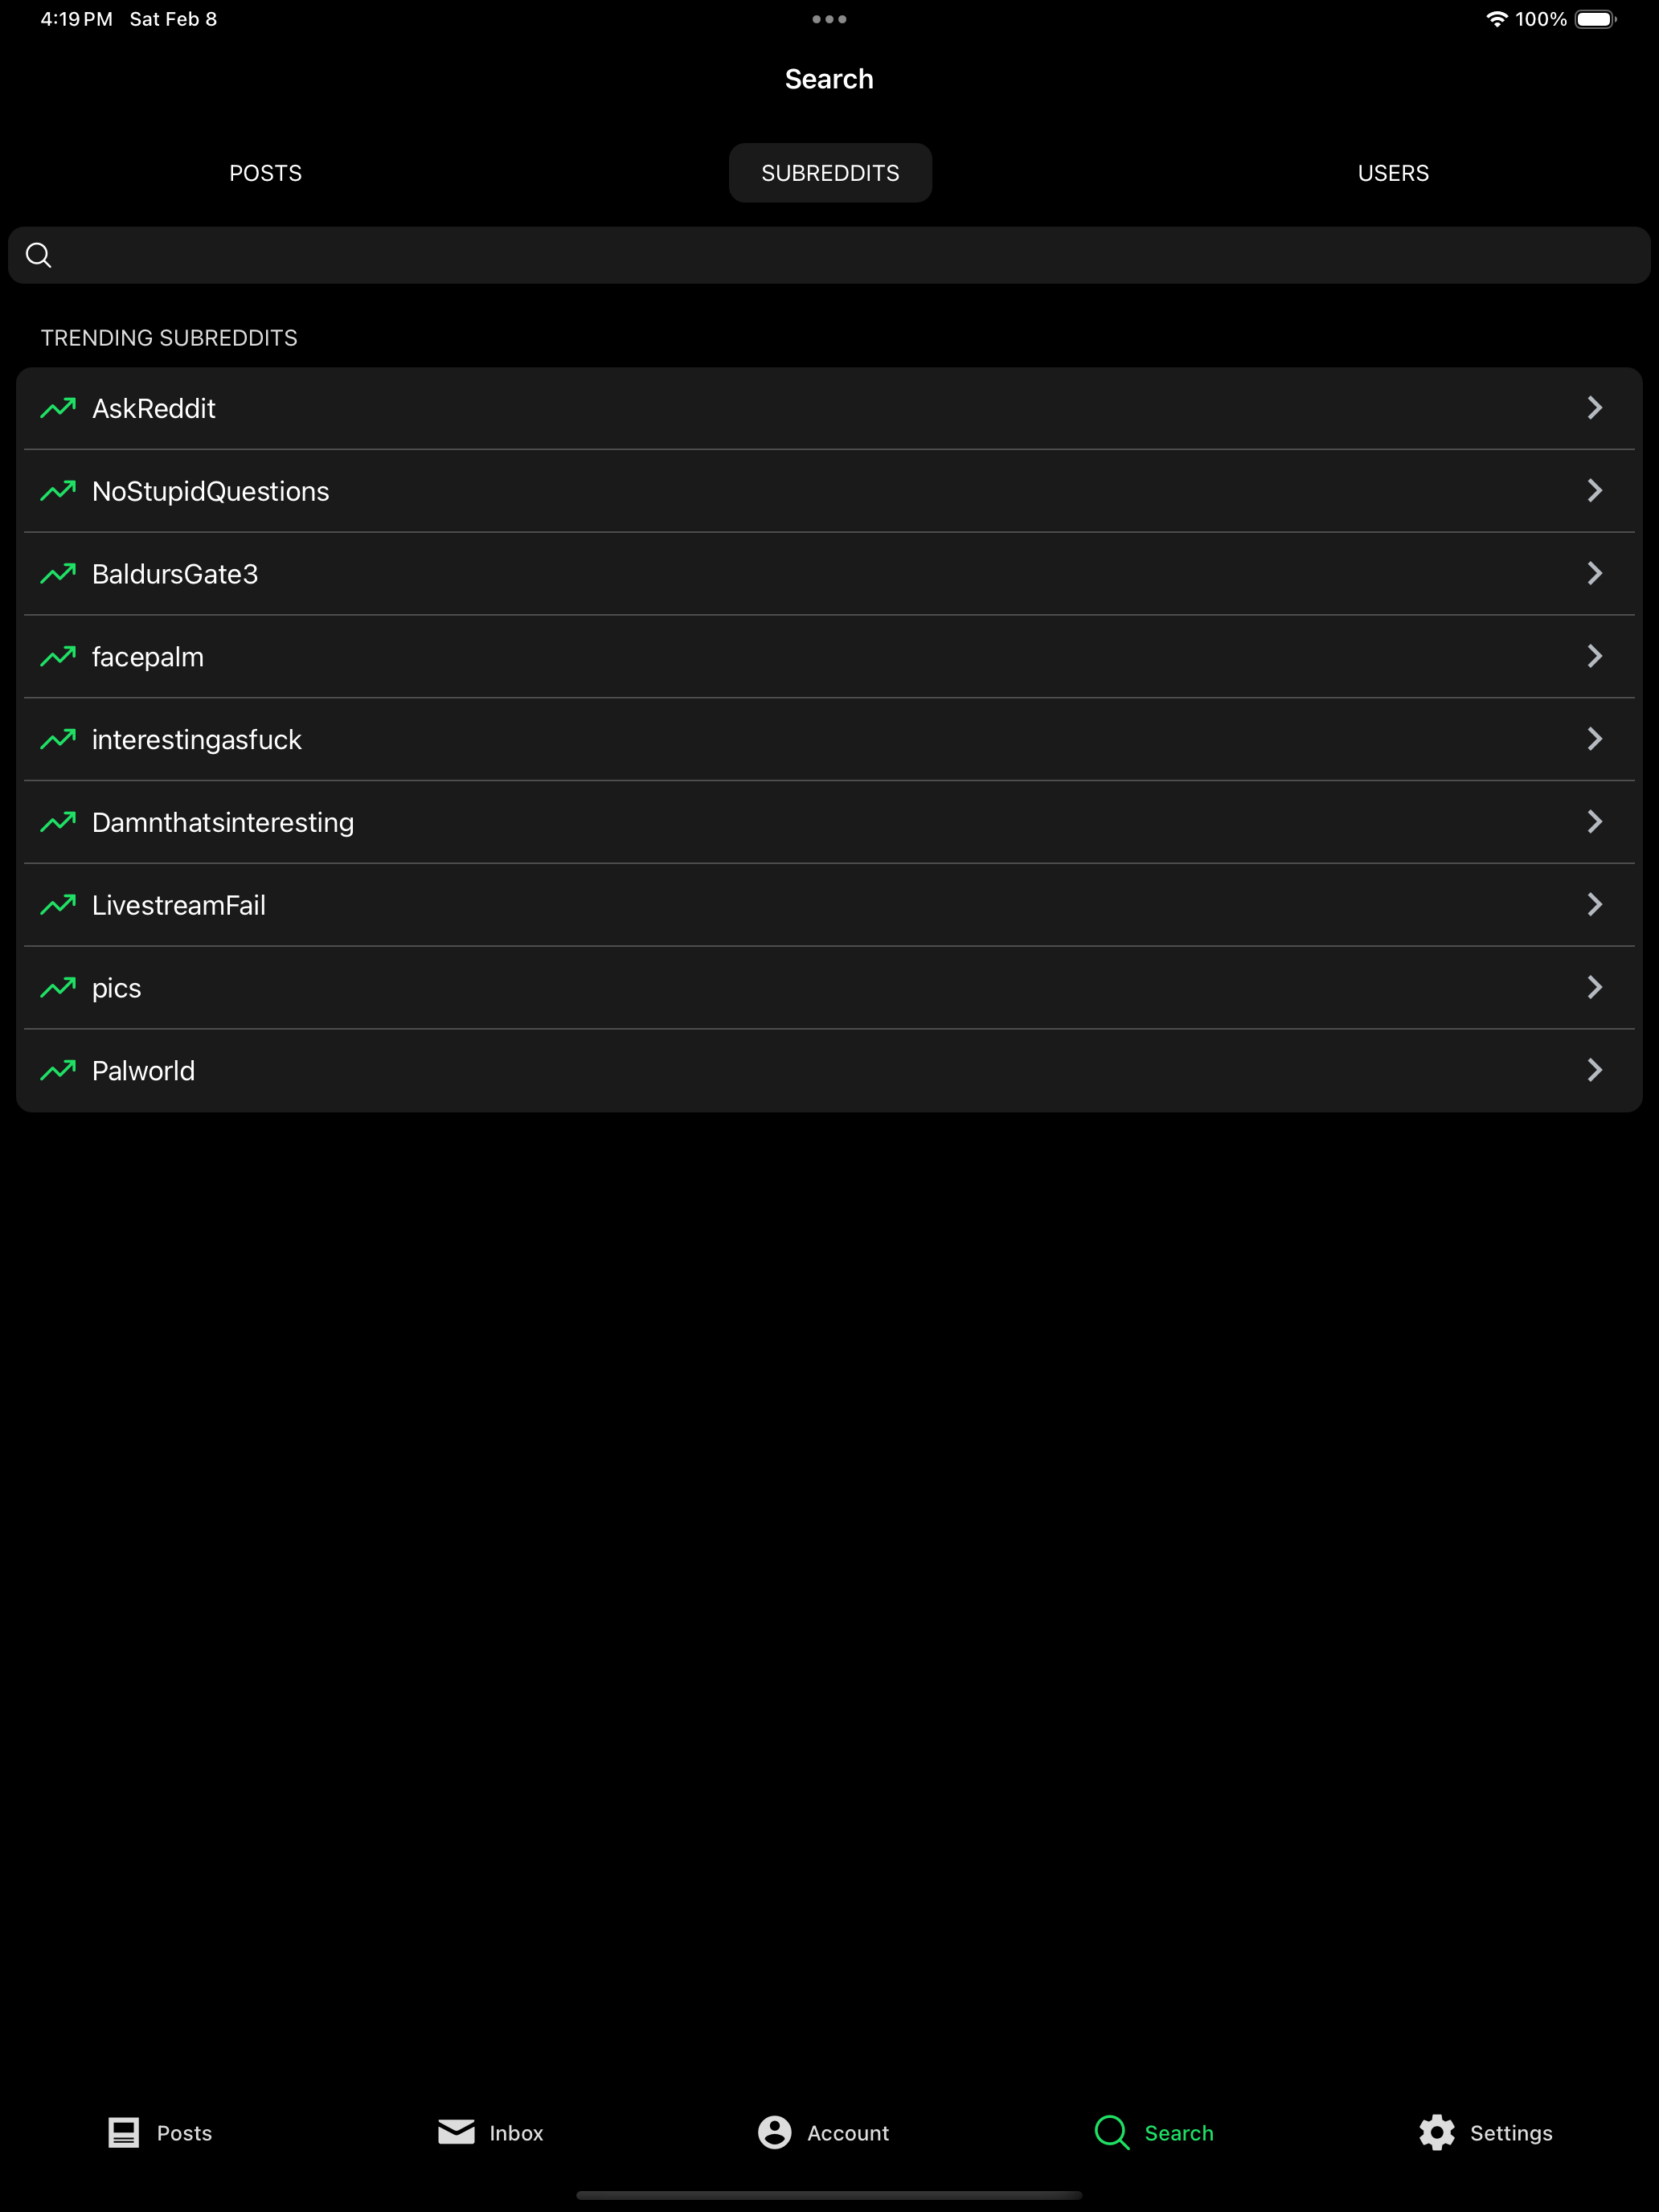 4:19 PM Sat Feb 8 100%
Search
POSTS SUBREDDITS USERS
TRENDING SUBREDDITS
AskReddit
NoStupidQuestions
BaldursGate3
facepalm
interestingasfuck
Damnthatsinteresting
LivestreamFail
pics
Palworld
Posts Inbox Account Search Settings